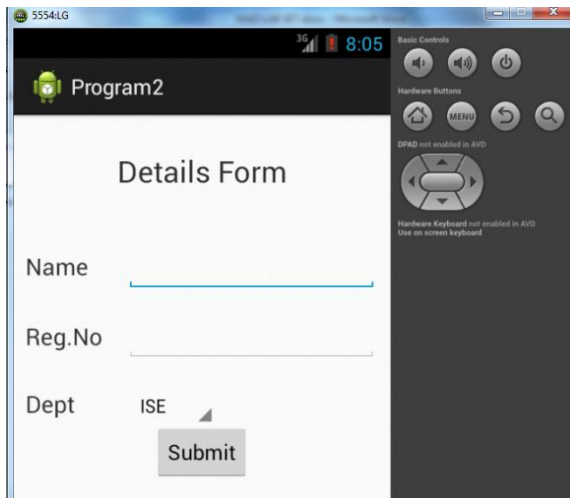 5554:LG
3G 8:05
Program2
Details Form
Name
Reg.No
Dept ISE
Submit
Basic Controls
Hardware Buttons
MENU
DPAD not enabled in AVD
Hardware Keyboard not enabled in AVD
Use on screen keyboard